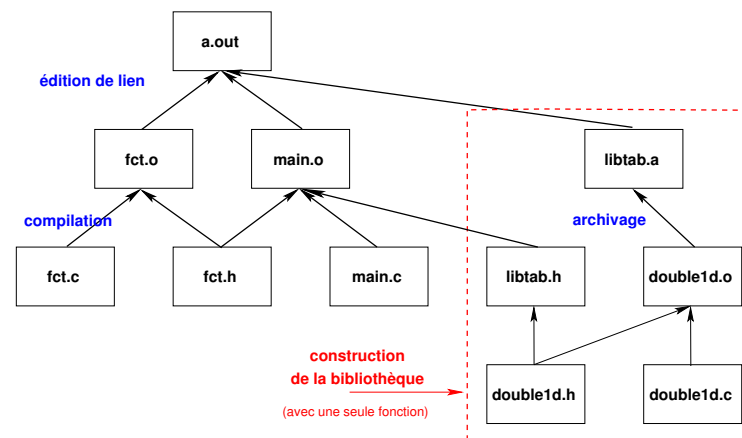 a.out
édition de lien
fct.o
main.o
libtab.a
compilation
archivage
fct.c
fct.h
main.c
libtab.h
double1d.o
construction
de la bibliothèque
(avec une seule fonction)
double1d.h
double1d.c